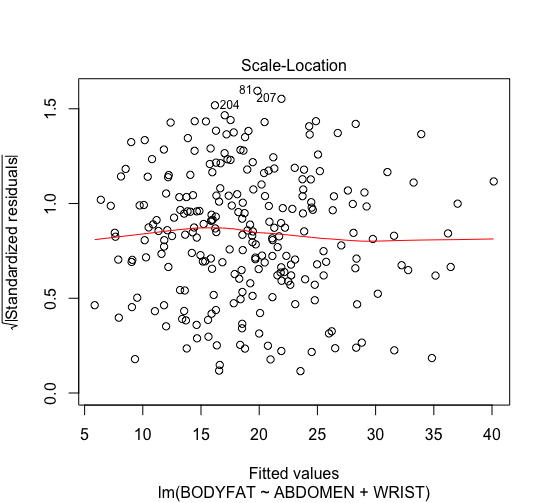 Scale-Location
81
207
204
√|Standardized residuals|
1.5
1.0
0.5
0.0
5 10 15 20 25 30 35 40
Fitted values
lm(BODYFAT ~ ABDOMEN + WRIST)